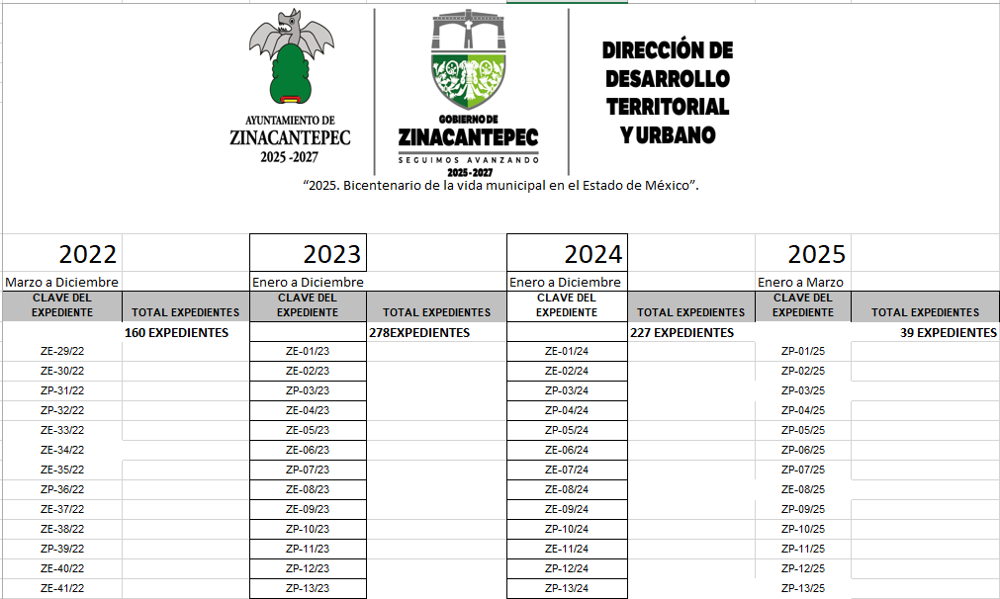 AYUNTAMIENTO DE
ZINACANTEPEC
2025 -2027
GOBIERNO DE
ZINACANTEPEC
SEGUIMOS AVANZANDO
2025-2027
DIRECCIÓN DE
DESARROLLO
TERRITORIAL
Y URBANO
“2025. Bicentenario de la vida municipal en el Estado de México”.
2022 2023 2024 2025
Marzo a Diciembre Enero a Diciembre Enero a Diciembre Enero a Marzo
CLAVE DEL EXPEDIENTE TOTAL EXPEDIENTES CLAVE DEL EXPEDIENTE TOTAL EXPEDIENTES CLAVE DEL EXPEDIENTE TOTAL EXPEDIENTES CLAVE DEL EXPEDIENTE TOTAL EXPEDIENTES
160 EXPEDIENTES 278EXPEDIENTES 227 EXPEDIENTES 39 EXPEDIENTES
ZE-29/22 ZE-01/23 ZE-01/24 ZP-01/25
ZE-30/22 ZE-02/23 ZE-02/24 ZP-02/25
ZP-31/22 ZP-03/23 ZP-03/24 ZP-03/25
ZP-32/22 ZE-04/23 ZP-04/24 ZP-04/25
ZE-33/22 ZE-05/23 ZP-05/24 ZP-05/25
ZE-34/22 ZE-06/23 ZE-06/24 ZP-06/25
ZE-35/22 ZP-07/23 ZE-07/24 ZP-07/25
ZP-36/22 ZE-08/23 ZE-08/24 ZE-08/25
ZE-37/22 ZE-09/23 ZE-09/24 ZP-09/25
ZE-38/22 ZP-10/23 ZP-10/24 ZP-10/25
ZP-39/22 ZP-11/23 ZE-11/24 ZP-11/25
ZE-40/22 ZP-12/23 ZP-12/24 ZP-12/25
ZE-41/22 ZP-13/23 ZP-13/24 ZP-13/25